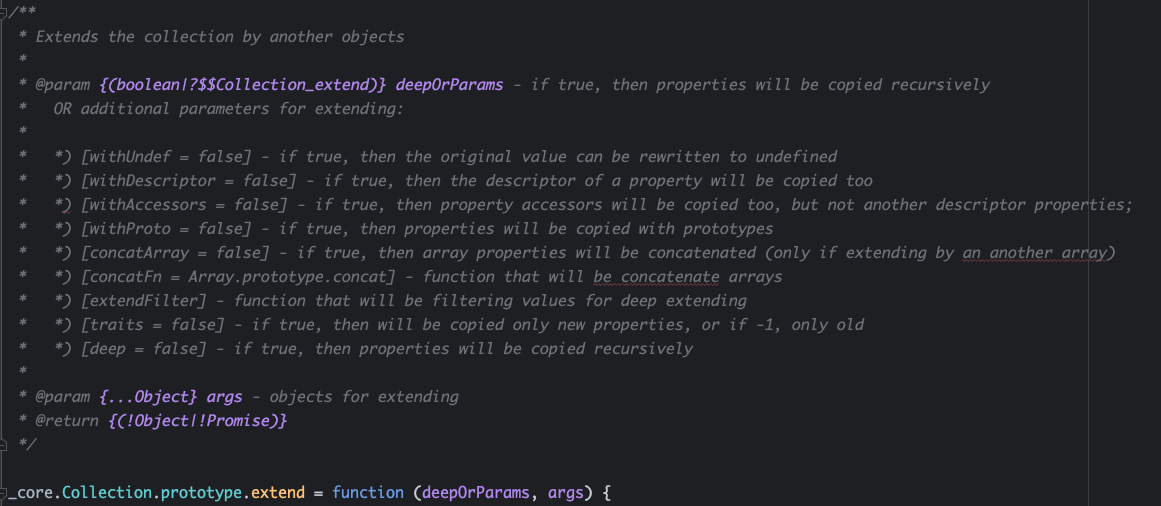 /**
* Extends the collection by another objects
*
* @param {(boolean|?$$Collection_extend)} deepOrParams - if true, then properties will be copied recursively
*   OR additional parameters for extending:
*
*   *) [withUndef = false] - if true, then the original value can be rewritten to undefined
*   *) [withDescriptor = false] - if true, then the descriptor of a property will be copied too
*   *) [withAccessors = false] - if true, then property accessors will be copied too, but not another descriptor properties;
*   *) [withProto = false] - if true, then properties will be copied with prototypes
*   *) [concatArray = false] - if true, then array properties will be concatenated (only if extending by an another array)
*   *) [concatFn = Array.prototype.concat] - function that will be concatenate arrays
*   *) [extendFilter] - function that will be filtering values for deep extending
*   *) [traits = false] - if true, then will be copied only new properties, or if -1, only old
*   *) [deep = false] - if true, then properties will be copied recursively
*
* @param {...Object} args - objects for extending
* @return {(!Object|!Promise)}
*/
_core.Collection.prototype.extend = function (deepOrParams, args) {